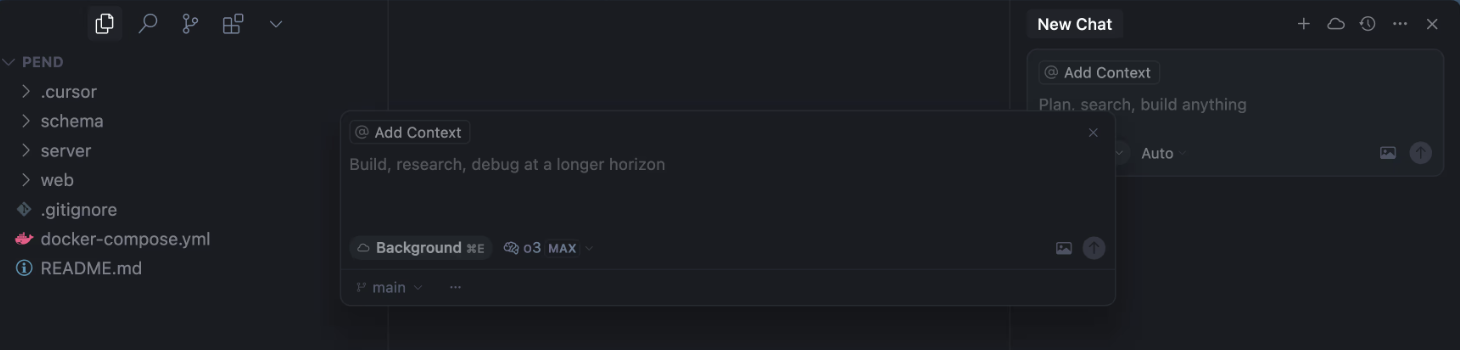 PEND
.cursor
schema
server
web
.gitignore
docker-compose.yml
README.md
@ Add Context
Build, research, debug at a longer horizon
Background ⌘E o3 MAX
main ...
New Chat
@ Add Context
Plan, search, build anything
Auto